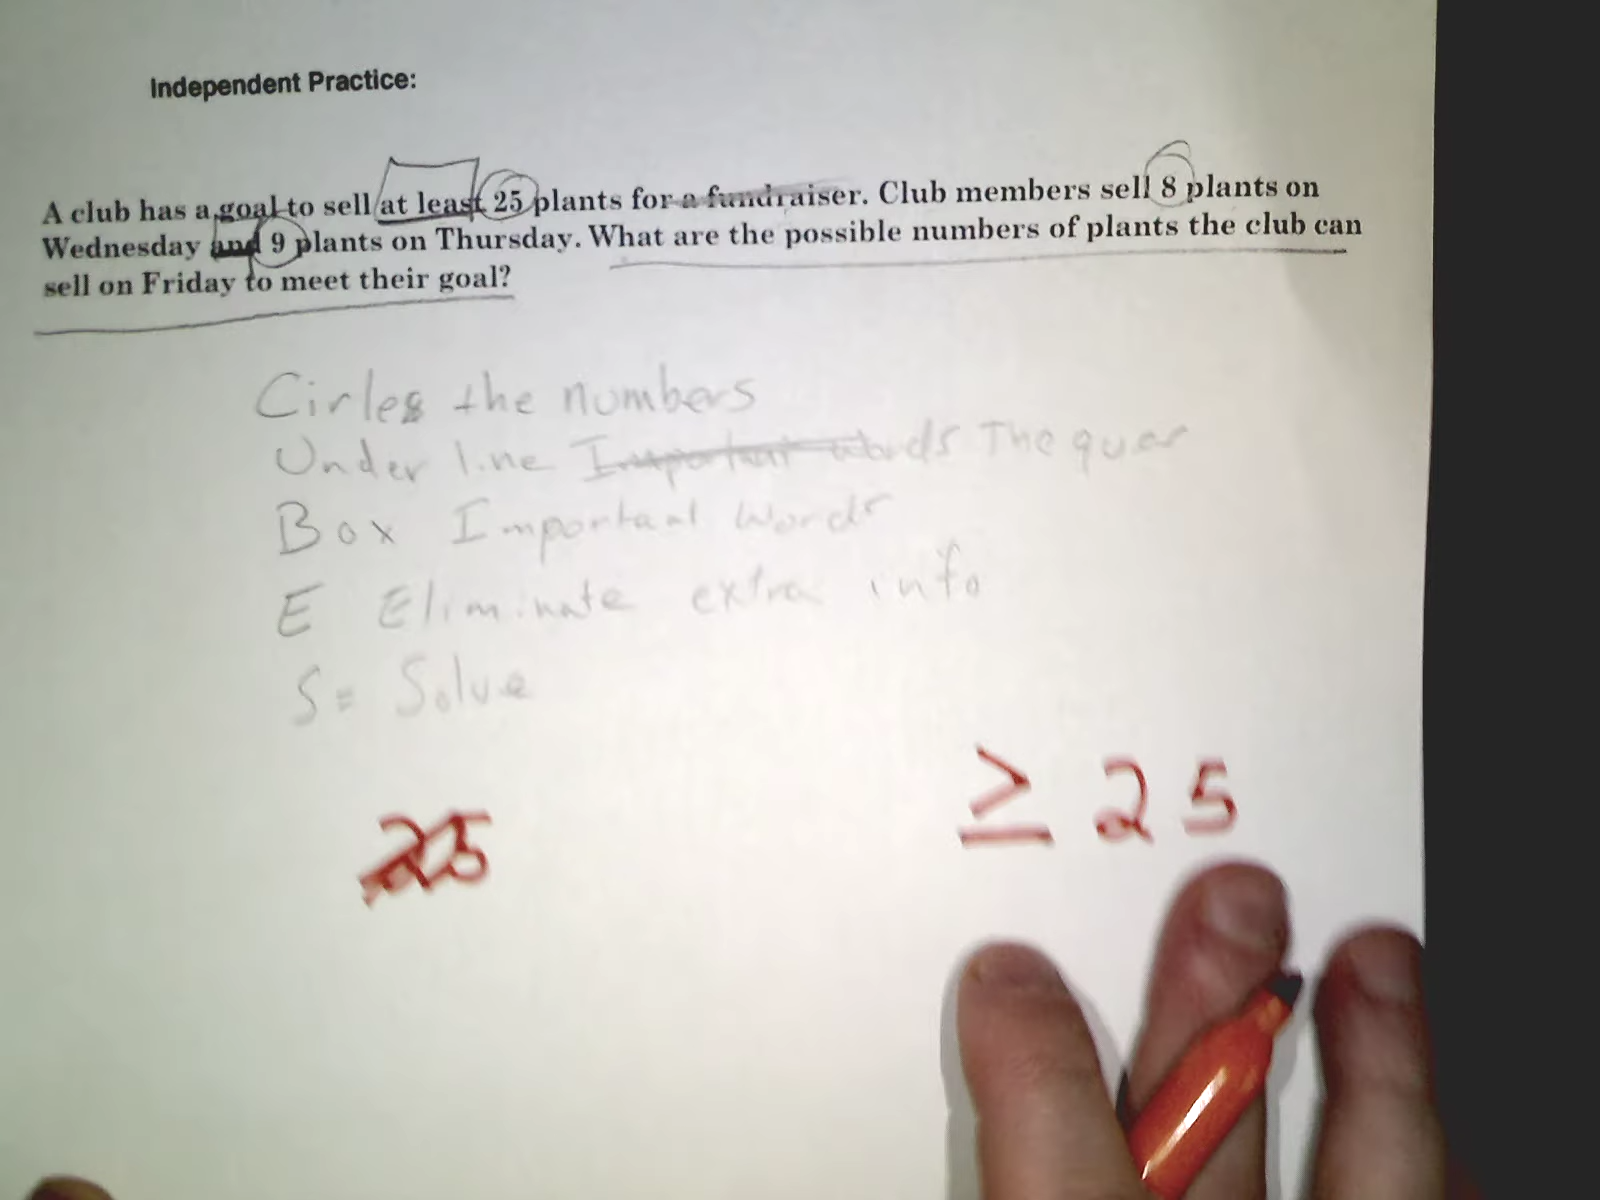 Independent Practice:
A club has a goal to sell at least 25 plants for a fundraiser. Club members sell 8 plants on
Wednesday and 9 plants on Thursday. What are the possible numbers of plants the club can
sell on Friday to meet their goal?
Cirles the numbers
Under line Important words The ques
Box Important words
E Eliminate extra info
S= Solve
≥ 25
25